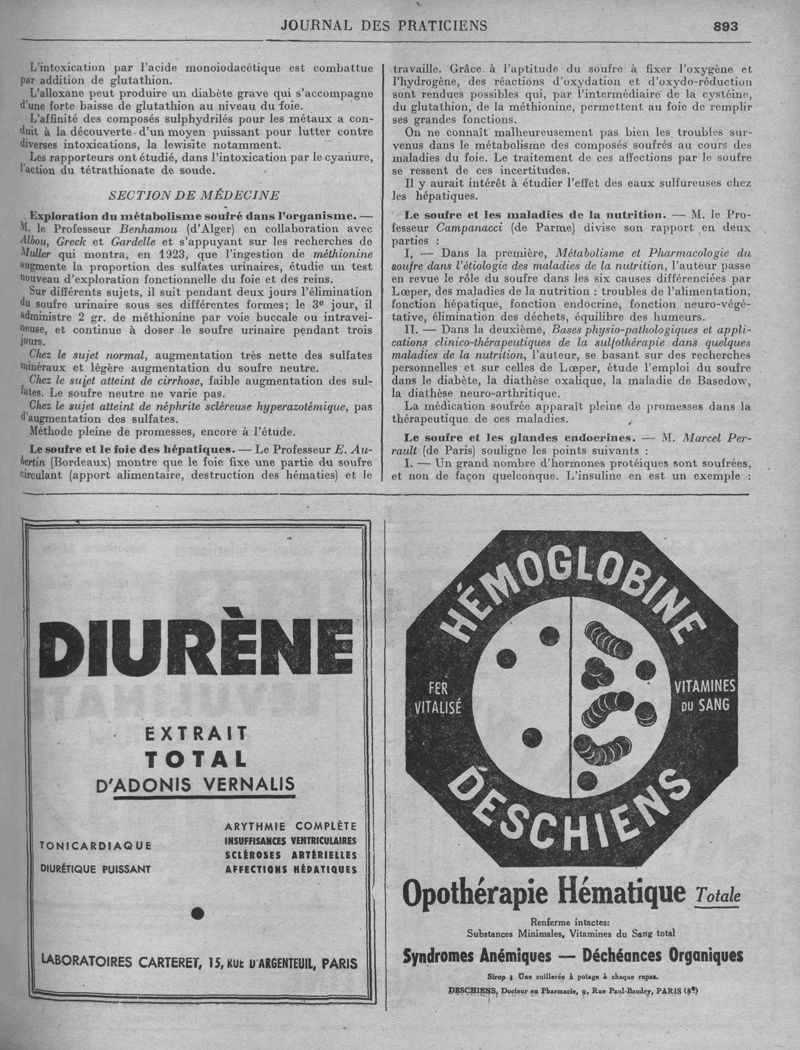 JOURNAL DES PRATICIENS
893
L'intoxication par l'acide monoiodacétique est combattue
par addition de glutathion.
L'alloxane peut produire un diabète grave qui s'accompagne
d'une forte baisse de glutathion au niveau du foie.
L'affinité des composés sulphydrilés pour les métaux a con-
duit à la découverte d'un moyen puissant pour lutter contre
diverses intoxications, la lewisite notamment.
Les rapporteurs ont étudié, dans l'intoxication par le cyanure,
l'action du tétrathionate de soude.
SECTION DE MÉDECINE
Exploration du métabolisme soufré dans l'organisme. —
M. le Professeur Benhamou (d'Alger) en collaboration avec
Albou, Greck et Gardelle et s'appuyant sur les recherches de
Muller qui montra, en 1923, que l'ingestion de méthionine
augmente la proportion des sulfates urinaires, étudie un test
nouveau d'exploration fonctionnelle du foie et des reins.
Sur différents sujets, il suit pendant deux jours l'élimination
du soufre urinaire sous ses différentes formes; le 3e jour, il
administre 2 gr. de méthionine par voie buccale ou intravei-
neuse, et continue à doser le soufre urinaire pendant trois
jours.
Chez le sujet normal, augmentation très nette des sulfates
minéraux et légère augmentation du soufre neutre.
Chez le sujet atteint de cirrhose, faible augmentation des sul-
fates. Le soufre neutre ne varie pas.
Chez le sujet atteint de néphrite scléreuse hyperazotémique, pas
d'augmentation des sulfates.
Méthode pleine de promesses, encore à l'étude.
Le soufre et le foie des hépatiques. — Le Professeur E. Au-
bertin (Bordeaux) montre que le foie fixe une partie du soufre
circulant (apport alimentaire, destruction des hématies) et le
travaille. Grâce à l'aptitude du soufre à fixer l'oxygène et
l'hydrogène, des réactions d'oxydation et d'oxydo-réduction
sont rendues possibles qui, par l'intermédiaire de la cystéine,
du glutathion, de la méthionine, permettent au foie de remplir
ses grandes fonctions.
On ne connaît malheureusement pas bien les troubles sur-
venus dans le métabolisme des composés soufrés au cours des
maladies du foie. Le traitement de ces affections par le soufre
se ressent de ces incertitudes.
Il y aurait intérêt à étudier l'effet des eaux sulfureuses chez
les hépatiques.
Le soufre et les maladies de la nutrition. — M. le Pro-
fesseur Campanacci (de Parme) divise son rapport en deux
parties :
I, — Dans la première, Métabolisme et Pharmacologie du
soufre dans l'étiologie des maladies de la nutrition, l'auteur passe
en revue le rôle du soufre dans les six causes différenciées par
Lœper, des maladies de la nutrition : troubles de l'alimentation,
fonction hépatique, fonction endocrine, fonction neuro-végé-
tative, élimination des déchets, équilibre des humeurs.
II. — Dans la deuxième, Bases physio-pathologiques et appli-
cations clinico-thérapeutiques de la sulfothérapie dans quelques
maladies de la nutrition, l'auteur, se basant sur des recherches
personnelles et sur celles de Lœper, étude l'emploi du soufre
dans le diabète, la diathèse oxalique, la maladie de Basedow,
la diathèse neuro-arthritique.
La médication soufrée apparaît pleine de promesses dans la
thérapeutique de ces maladies.
Le soufre et les glandes endocrines. — M. Marcel Per-
rault (de Paris) souligne les points suivants :
I. — Un grand nombre d'hormones protéiques sont soufrées,
et non de façon quelconque. L'insuline en est un exemple :
DIURÈNE
EXTRAIT
TOTAL
D'ADONIS VERNALIS
TONICARDIAQUE
DIURÉTIQUE PUISSANT
ARYTHMIE COMPLÈTE
INSUFFISANCES VENTRICULAIRES
SCLÉROSES ARTÉRIELLES
AFFECTIONS HÉPATIQUES
LABORATOIRES CARTERET, 15, RUE D'ARGENTEUIL, PARIS
HÉMOGLOBINE
FER
VITALISÉ
VITAMINES
DU SANG
DESCHIENS
Opothérapie Hématique Totale
Renferme intactes:
Substances Minimales, Vitamines du Sang total
Syndromes Anémiques — Déchéances Organiques
Sirop : Une cuillerée à potage à chaque repas.
DESCHIENS, Docteur en Pharmacie, 9, Rue Paul-Baudry, PARIS (8e)